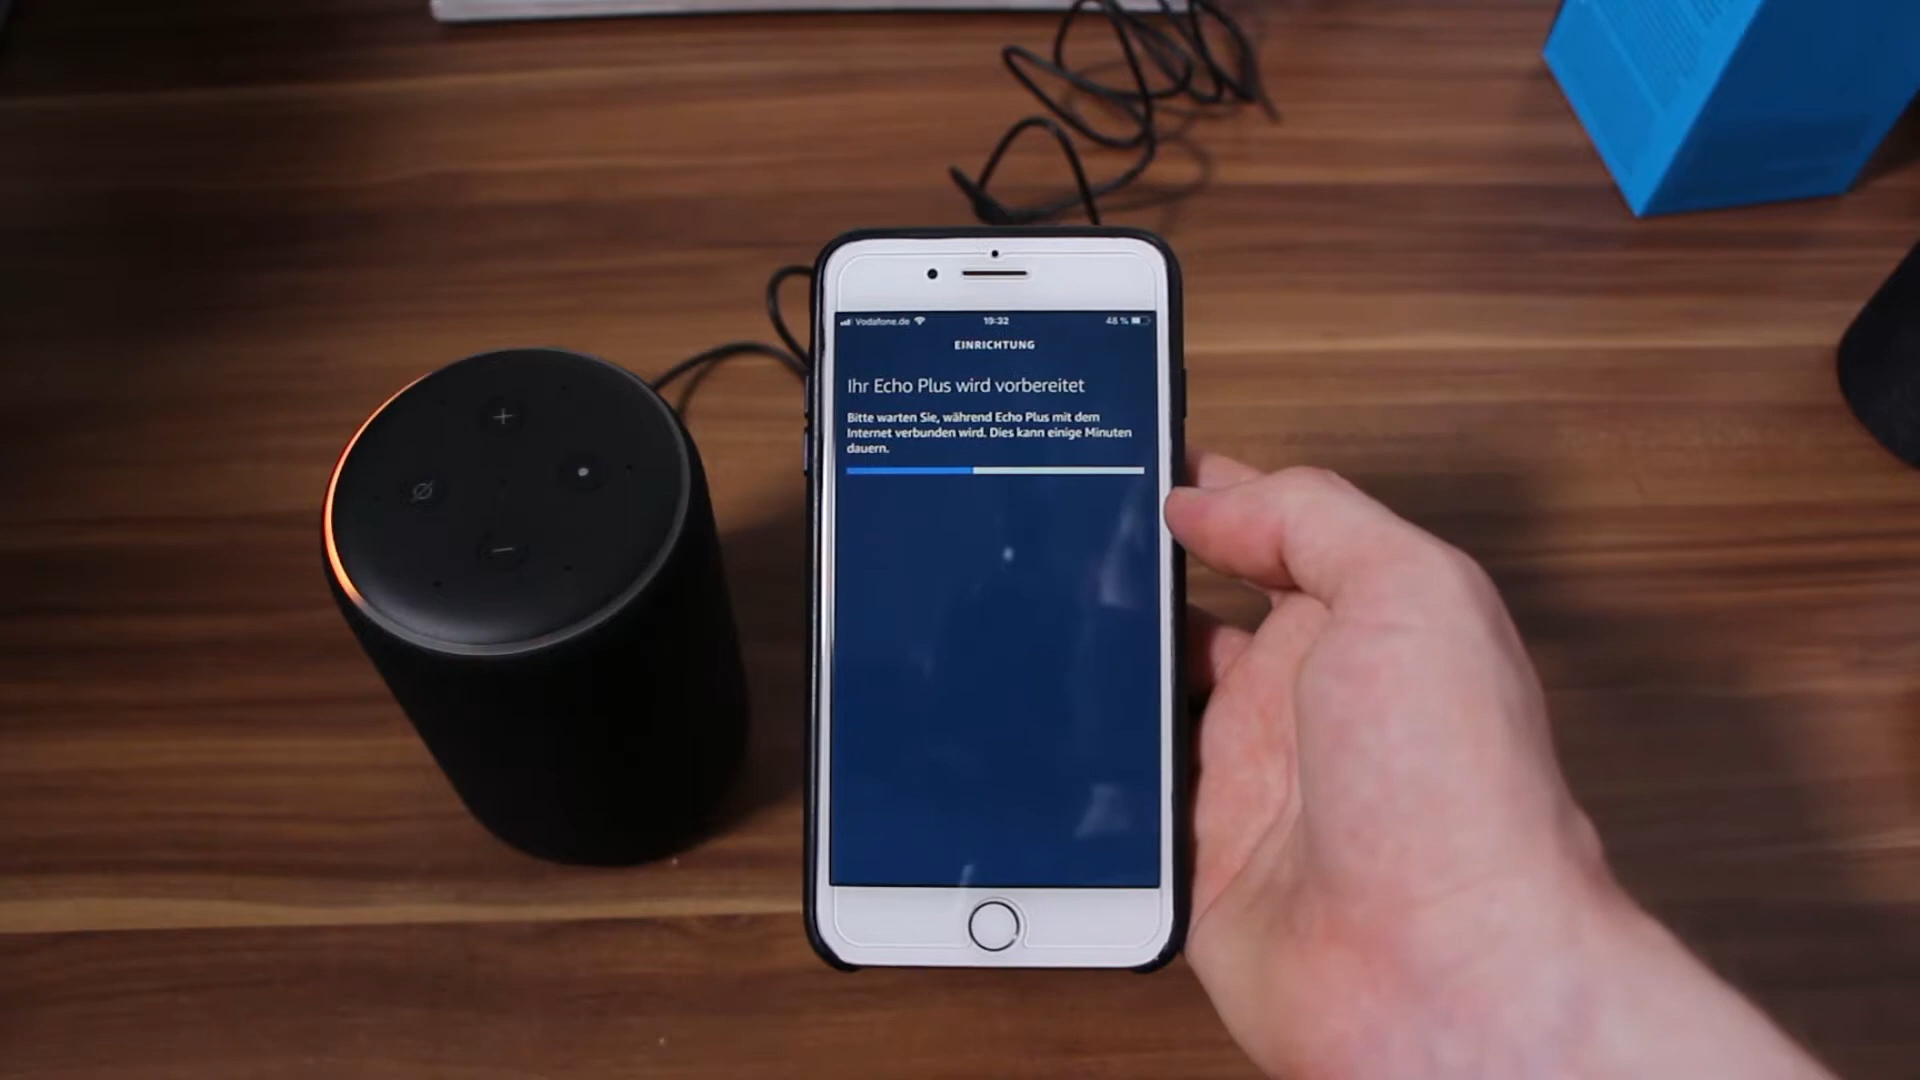 Vodafone.de 19:32 48 %
EINRICHTUNG
Ihr Echo Plus wird vorbereitet
Bitte warten Sie, während Echo Plus mit dem
Internet verbunden wird. Dies kann einige Minuten
dauern.